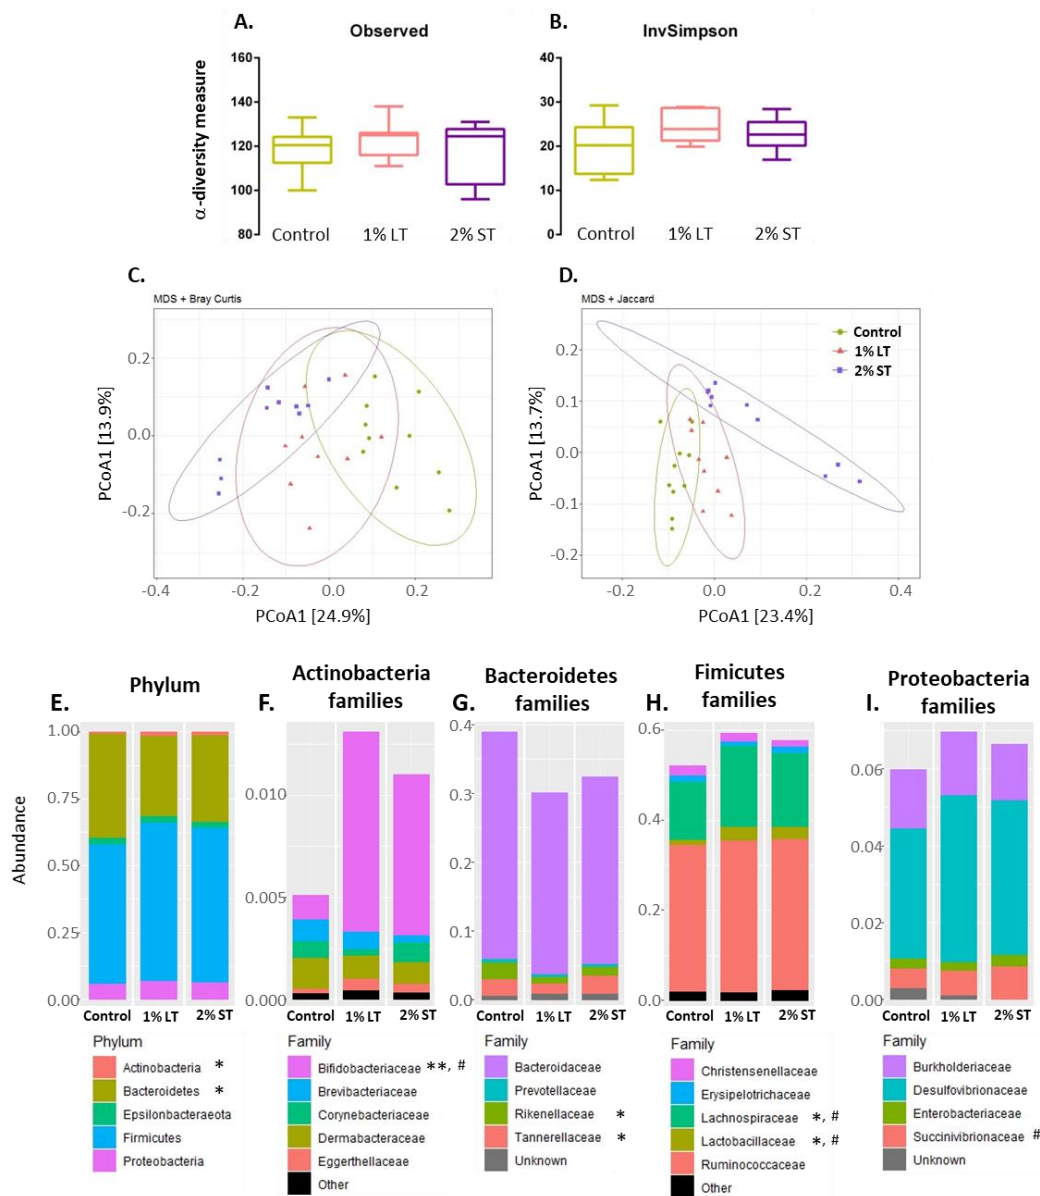 A.
Observed
B.
InvSimpson
α-diversity measure
160
140
120
100
80
Control
1% LT
2% ST
40
30
20
10
0
Control
1% LT
2% ST
C.
MDS + Bray Curtis
PCoA1 [13.9%]
0.2
0.0
-0.2
-0.4
-0.2
0.0
0.2
PCoA1 [24.9%]
D.
MDS + Jaccard
Control
1% LT
2% ST
PCoA1 [13.7%]
0.2
0.1
0.0
-0.1
-0.2
-0.2
0.0
0.2
0.4
PCoA1 [23.4%]
E.
Phylum
Abundance
1.00
0.75
0.50
0.25
0.00
Control
1% LT
2% ST
Phylum
Actinobacteria *
Bacteroidetes *
Epsilonbacteraeota
Firmicutes
Proteobacteria
F.
Actinobacteria
families
0.010
0.005
0.000
Control
1% LT
2% ST
Family
Bifidobacteriaceae **, #
Brevibacteriaceae
Corynebacteriaceae
Dermabacteraceae
Eggerthellaceae
Other
G.
Bacteroidetes
families
0.4
0.3
0.2
0.1
0.0
Control
1% LT
2% ST
Family
Bacteroidaceae
Prevotellaceae
Rikenellaceae *
Tannerellaceae *
Unknown
H.
Fimicutes
families
0.6
0.4
0.2
0.0
Control
1% LT
2% ST
Family
Christensenellaceae
Erysipelotrichaceae
Lachnospiraceae *, #
Lactobacillaceae *, #
Ruminococcaceae
Other
I.
Proteobacteria
families
0.06
0.04
0.02
0.00
Control
1% LT
2% ST
Family
Burkholderiaceae
Desulfovibrionaceae
Enterobacteriaceae
Succinivibrionaceae #
Unknown